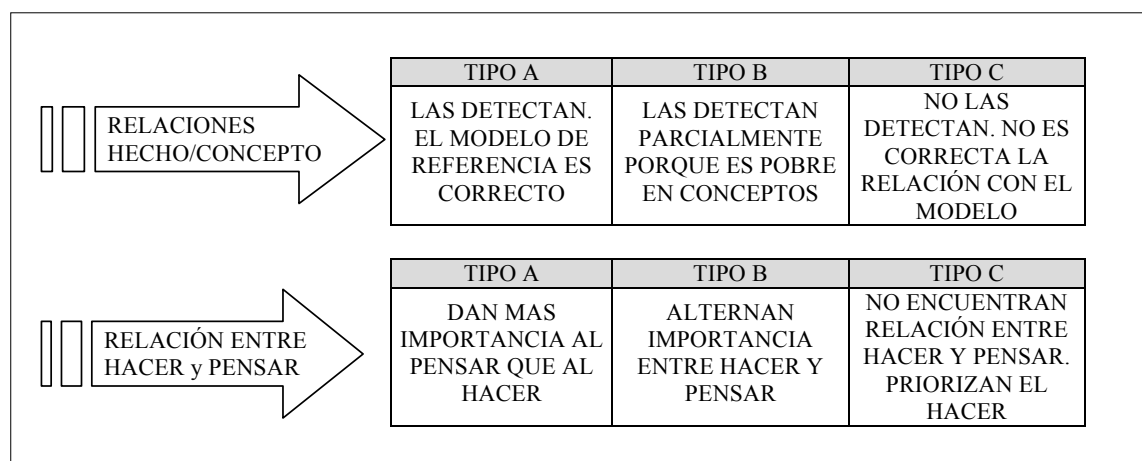 RELACIONES
HECHO/CONCEPTO
TIPO A
TIPO B
TIPO C
LAS DETECTAN.
EL MODELO DE
REFERENCIA ES
CORRECTO
LAS DETECTAN
PARCIALMENTE
PORQUE ES POBRE
EN CONCEPTOS
NO LAS
DETECTAN. NO ES
CORRECTA LA
RELACIÓN CON EL
MODELO
RELACIÓN ENTRE
HACER y PENSAR
TIPO A
TIPO B
TIPO C
DAN MAS
IMPORTANCIA AL
PENSAR QUE AL
HACER
ALTERNAN
IMPORTANCIA
ENTRE HACER Y
PENSAR
NO ENCUENTRAN
RELACIÓN ENTRE
HACER Y PENSAR.
PRIORIZAN EL
HACER